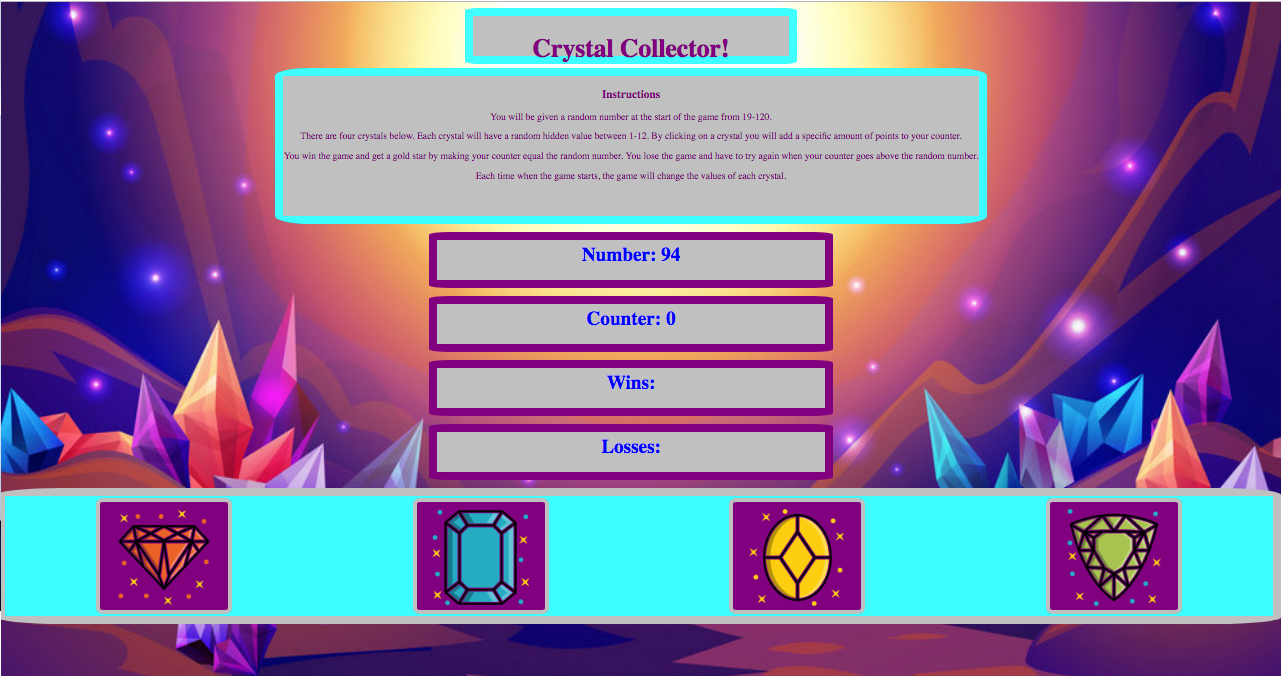 Crystal Collector!
Instructions
You will be given a random number at the start of the game from 19-120.
There are four crystals below. Each crystal will have a random hidden value between 1-12. By clicking on a crystal you will add a specific amount of points to your counter.
You win the game and get a gold star by making your counter equal the random number. You lose the game and have to try again when your counter goes above the random number.
Each time when the game starts, the game will change the values of each crystal.
Number: 94
Counter: 0
Wins:
Losses: